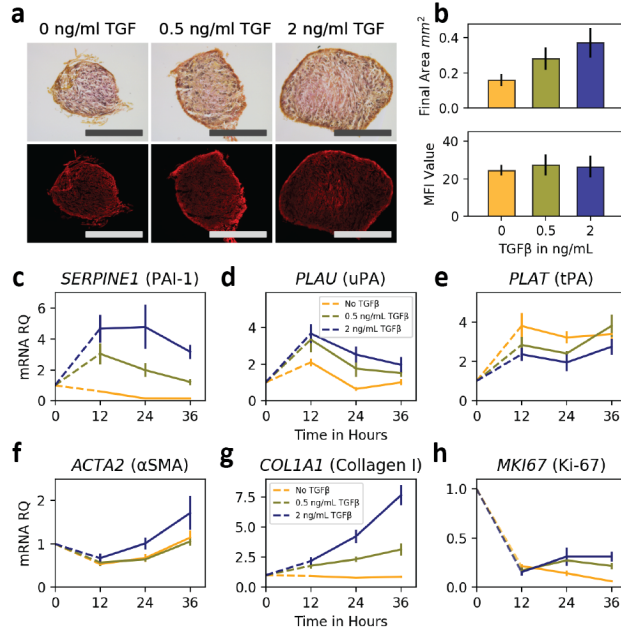 a
0 ng/ml TGF 0.5 ng/ml TGF 2 ng/ml TGF
b
Final Area mm²
0.4
0.2
0.0
MFI Value
40
20
0
0 0.5 2
TGFβ in ng/mL
c SERPINE1 (PAI-1)
mRNA RQ
6
4
2
0
0 12 24 36
d PLAU (uPA)
No TGFβ
0.5 ng/mL TGFβ
2 ng/mL TGFβ
4
2
0
0 12 24 36
Time in Hours
e PLAT (tPA)
4
2
0
0 12 24 36
f ACTA2 (αSMA)
mRNA RQ
2
1
0
0 12 24 36
g COL1A1 (Collagen I)
No TGFβ
0.5 ng/mL TGFβ
2 ng/mL TGFβ
7.5
5.0
2.5
0.0
0 12 24 36
Time in Hours
h MKI67 (Ki-67)
1.0
0.5
0
0 12 24 36